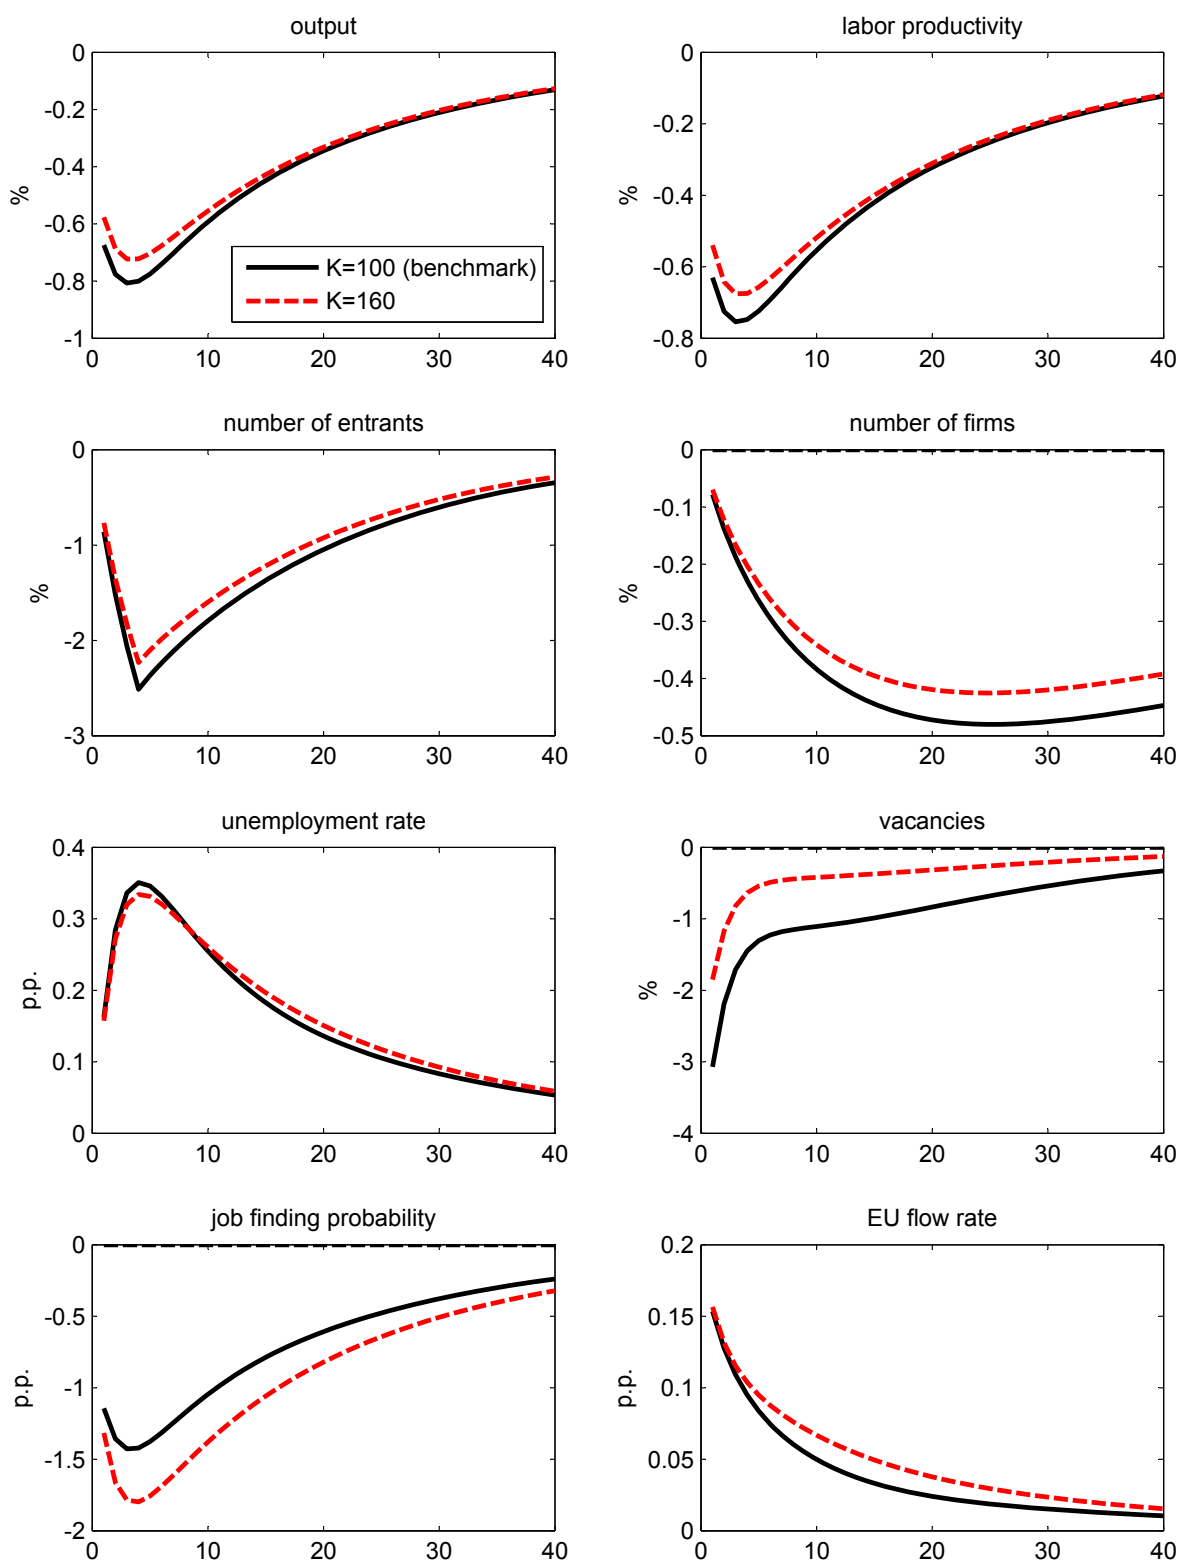 output
0
-0.2
-0.4
-0.6
-0.8
-1
%
K=100 (benchmark)
K=160
0 10 20 30 40
labor productivity
0
-0.2
-0.4
-0.6
-0.8
%
0 10 20 30 40
number of entrants
0
-1
-2
-3
%
0 10 20 30 40
number of firms
0
-0.1
-0.2
-0.3
-0.4
-0.5
%
0 10 20 30 40
unemployment rate
0.4
0.3
0.2
0.1
0
p.p.
0 10 20 30 40
vacancies
0
-1
-2
-3
-4
%
0 10 20 30 40
job finding probability
0
-0.5
-1
-1.5
-2
p.p.
0 10 20 30 40
EU flow rate
0.2
0.15
0.1
0.05
0
p.p.
0 10 20 30 40